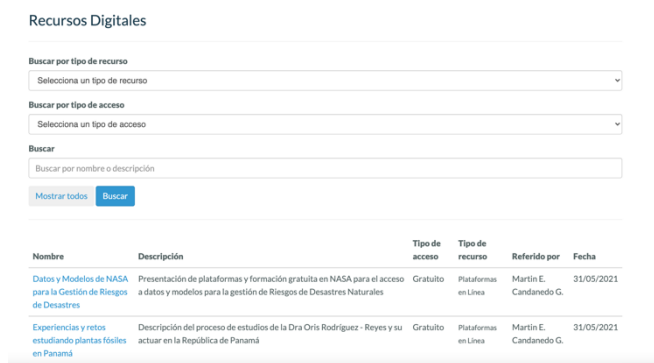 Recursos Digitales
Buscar por tipo de recurso
Selecciona un tipo de recurso
Buscar por tipo de acceso
Selecciona un tipo de acceso
Buscar
Buscar por nombre o descripción
Mostrar todos Buscar
Nombre Descripción Tipo de acceso Tipo de recurso Referido por Fecha
Datos y Modelos de NASA Presentación de plataformas y formación gratuita en NASA para el acceso Gratuito Plataformas Martín E. 31/05/2021
para la Gestión de Riesgos a datos y modelos para la gestión de Riesgos de Desastres Naturales en Línea Candanedo G.
de Desastres
Experiencias y retos Descripción del proceso de estudios de la Dra Oris Rodríguez - Reyes y su Gratuito Plataformas Martín E. 31/05/2021
estudiando plantas fósiles actuar en la República de Panamá en Línea Candanedo G.
en Panamá